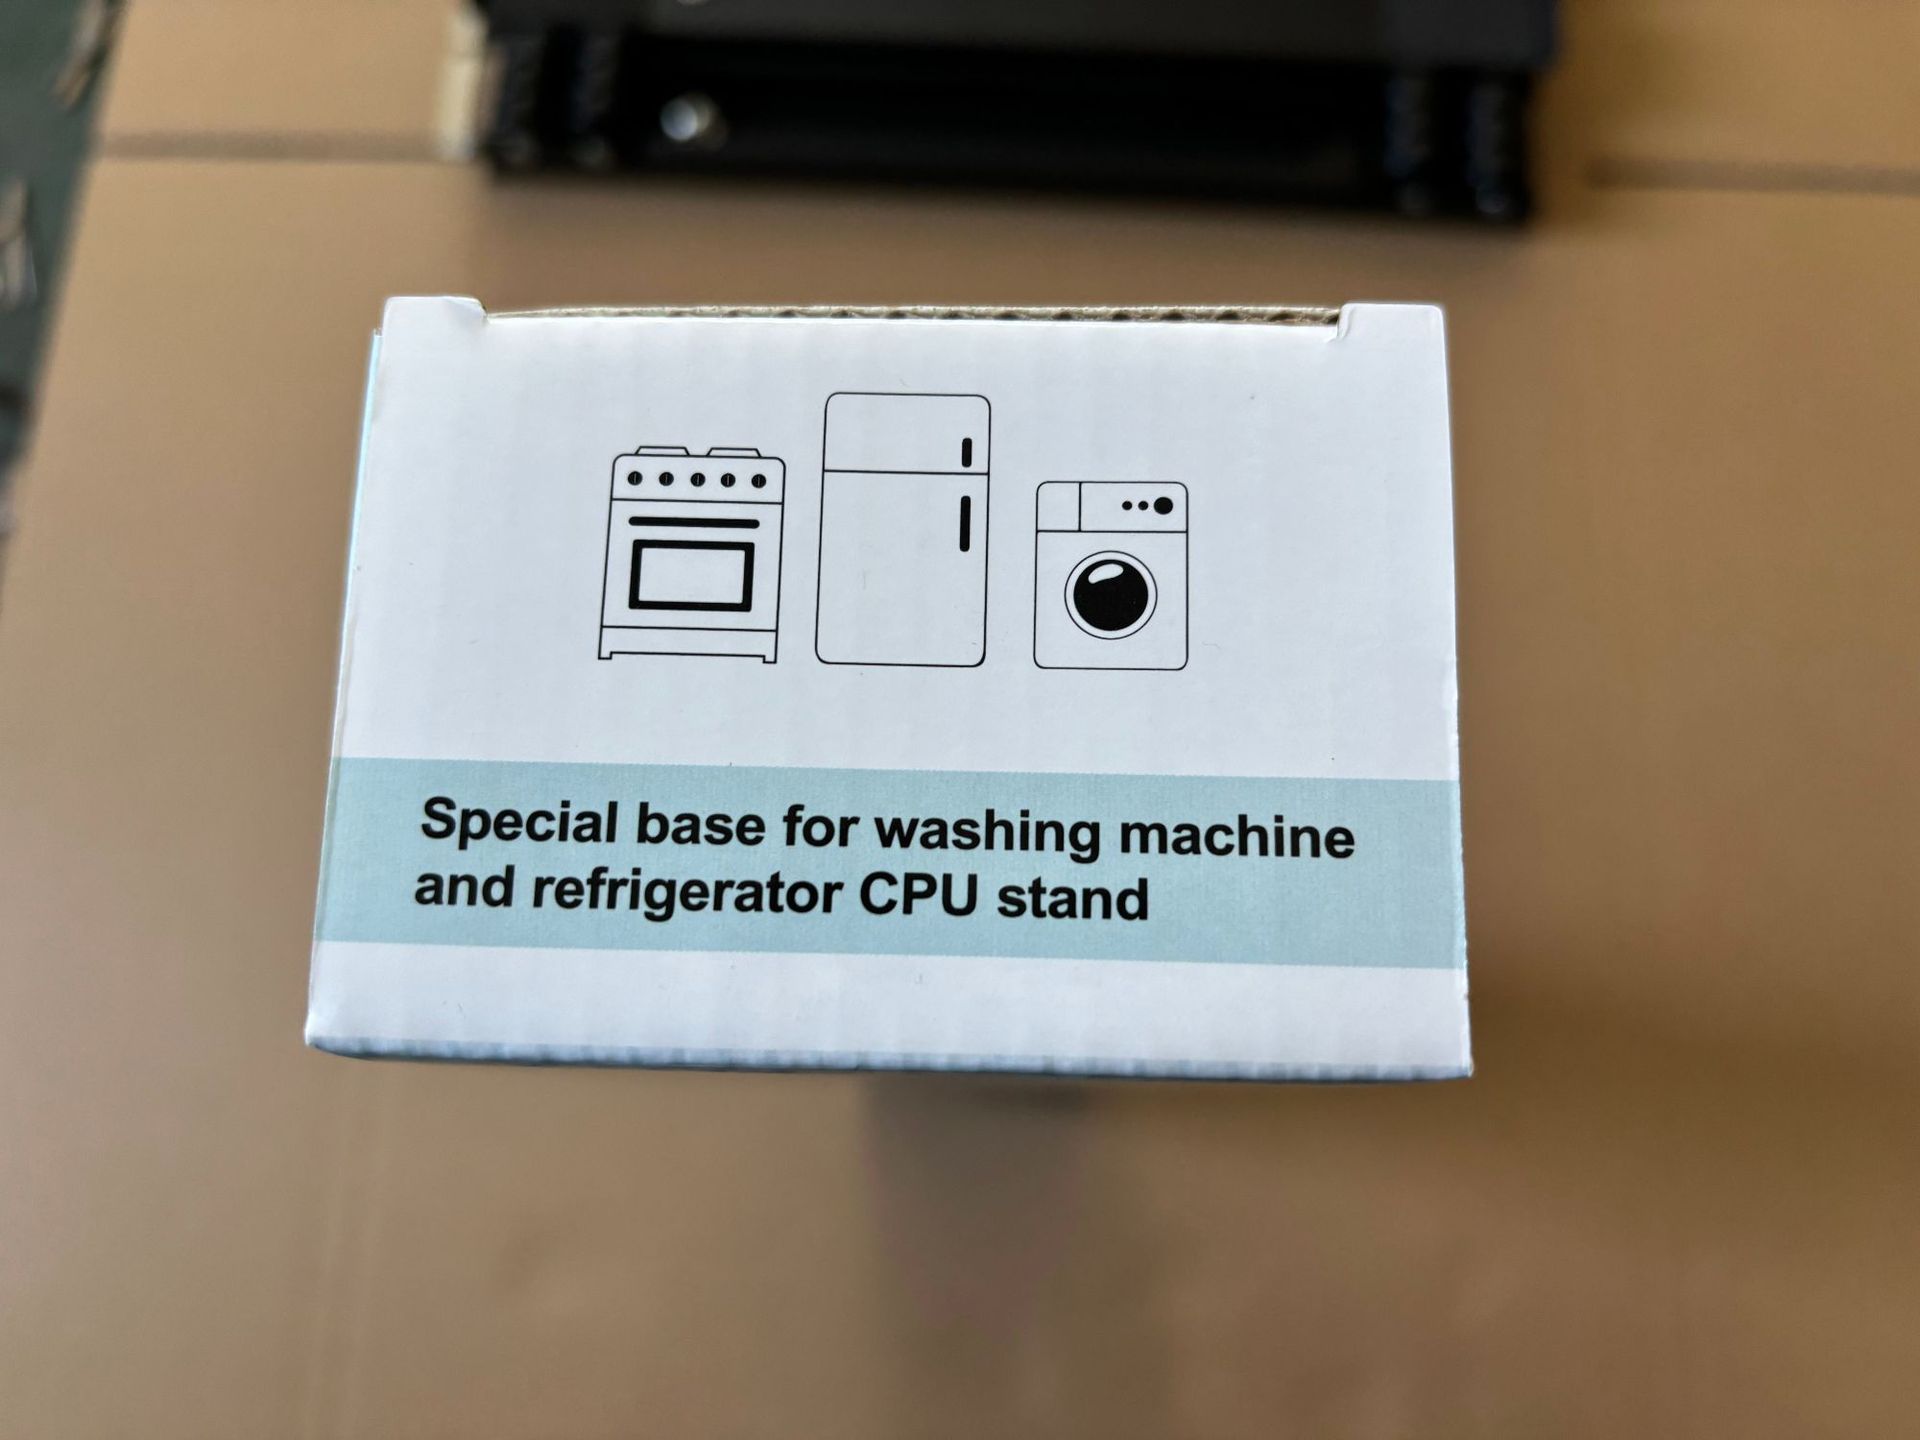 Special base for washing machine
and refrigerator CPU stand